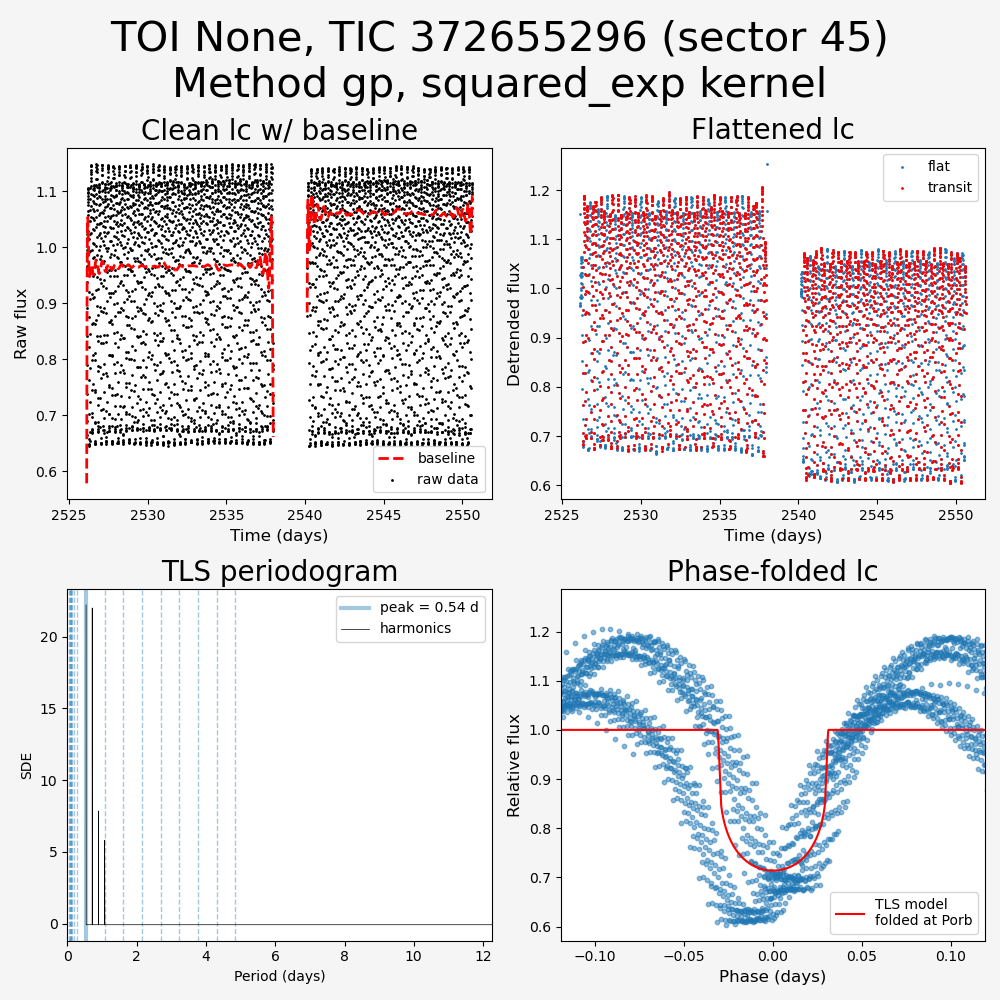 TOI None, TIC 372655296 (sector 45)
Method gp, squared_exp kernel
Clean lc w/ baseline
Raw flux
1.1
1.0
0.9
0.8
0.7
0.6
baseline
raw data
2525 2530 2535 2540 2545 2550
Time (days)
Flattened lc
Detrended flux
1.2
1.1
1.0
0.9
0.8
0.7
0.6
flat
transit
2525 2530 2535 2540 2545 2550
Time (days)
TLS periodogram
SDE
20
15
10
5
0
peak = 0.54 d
harmonics
0 2 4 6 8 10 12
Period (days)
Phase-folded lc
Relative flux
1.2
1.1
1.0
0.9
0.8
0.7
0.6
TLS model
folded at Porb
−0.10 −0.05 0.00 0.05 0.10
Phase (days)